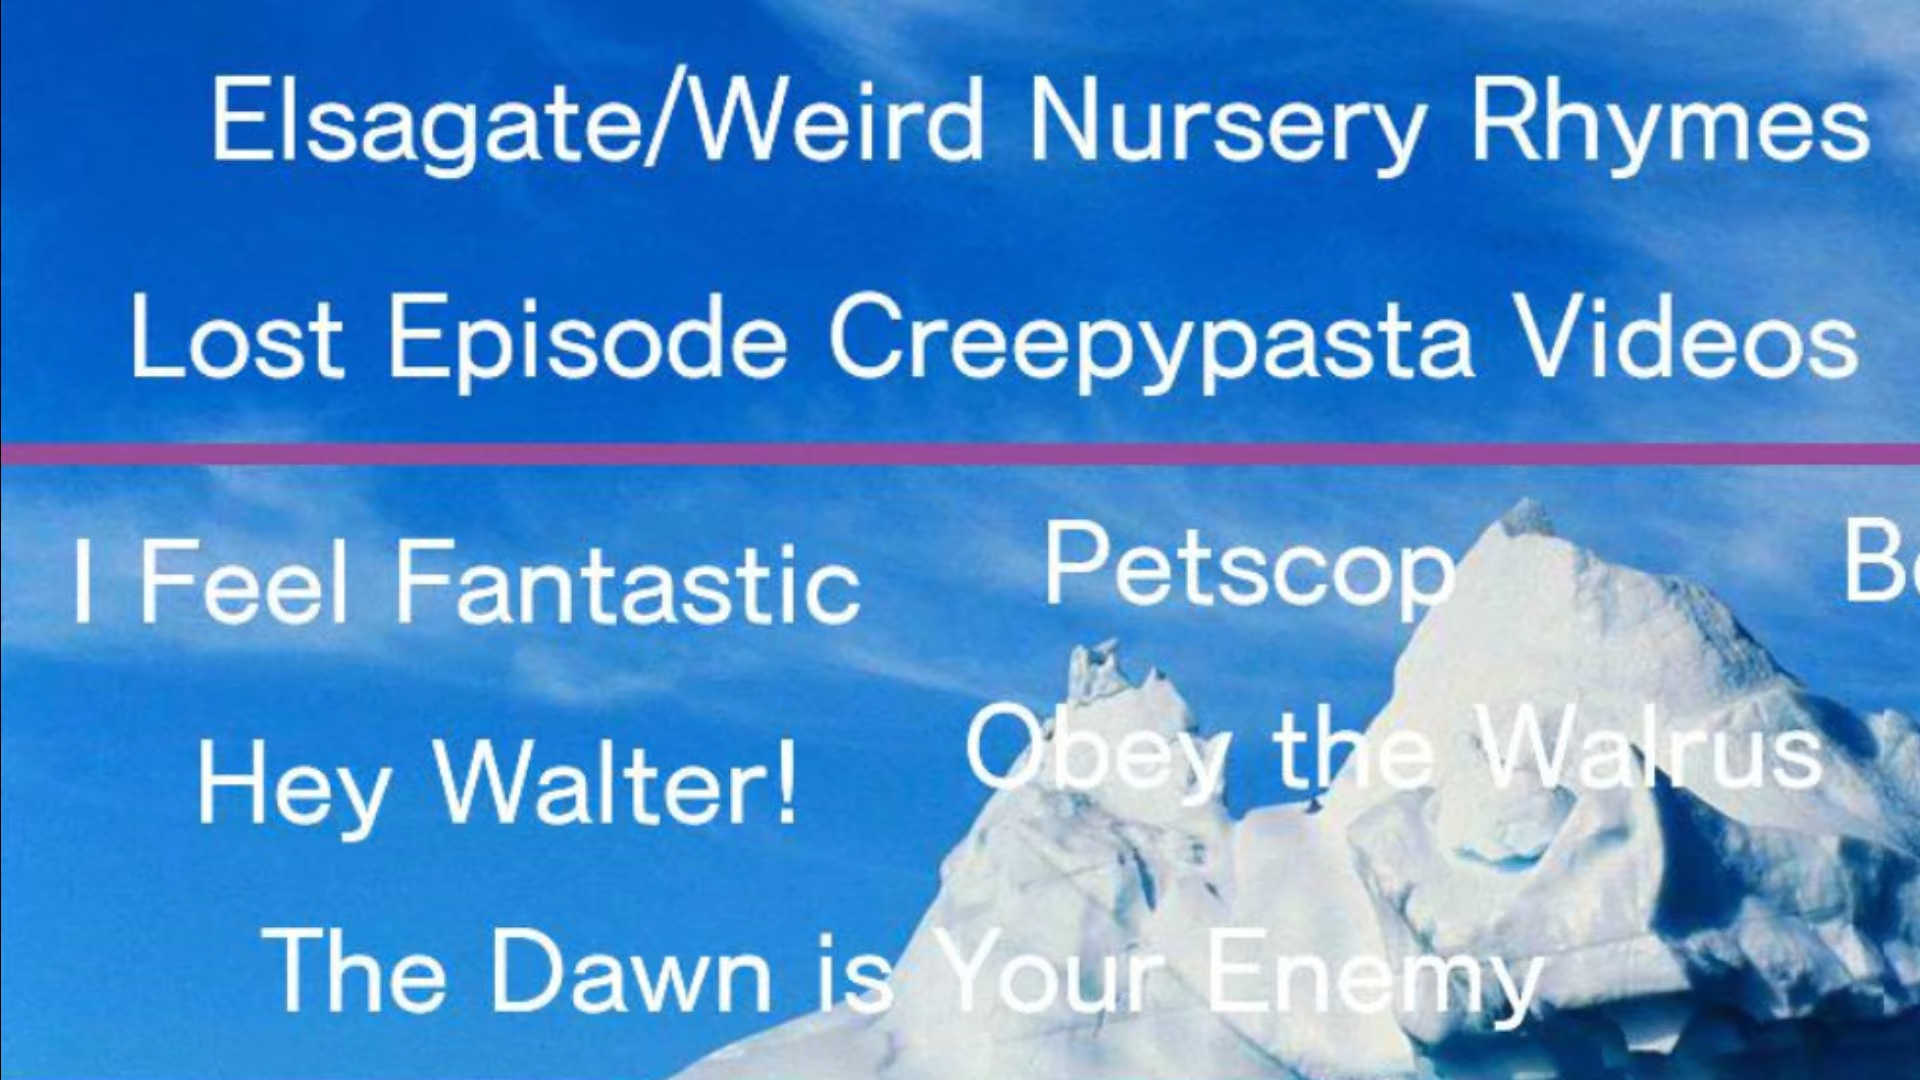 Elsagate/Weird Nursery Rhymes
Lost Episode Creepypasta Videos
I Feel Fantastic
Petscop
Hey Walter!
Obey the Walrus
The Dawn is Your Enemy